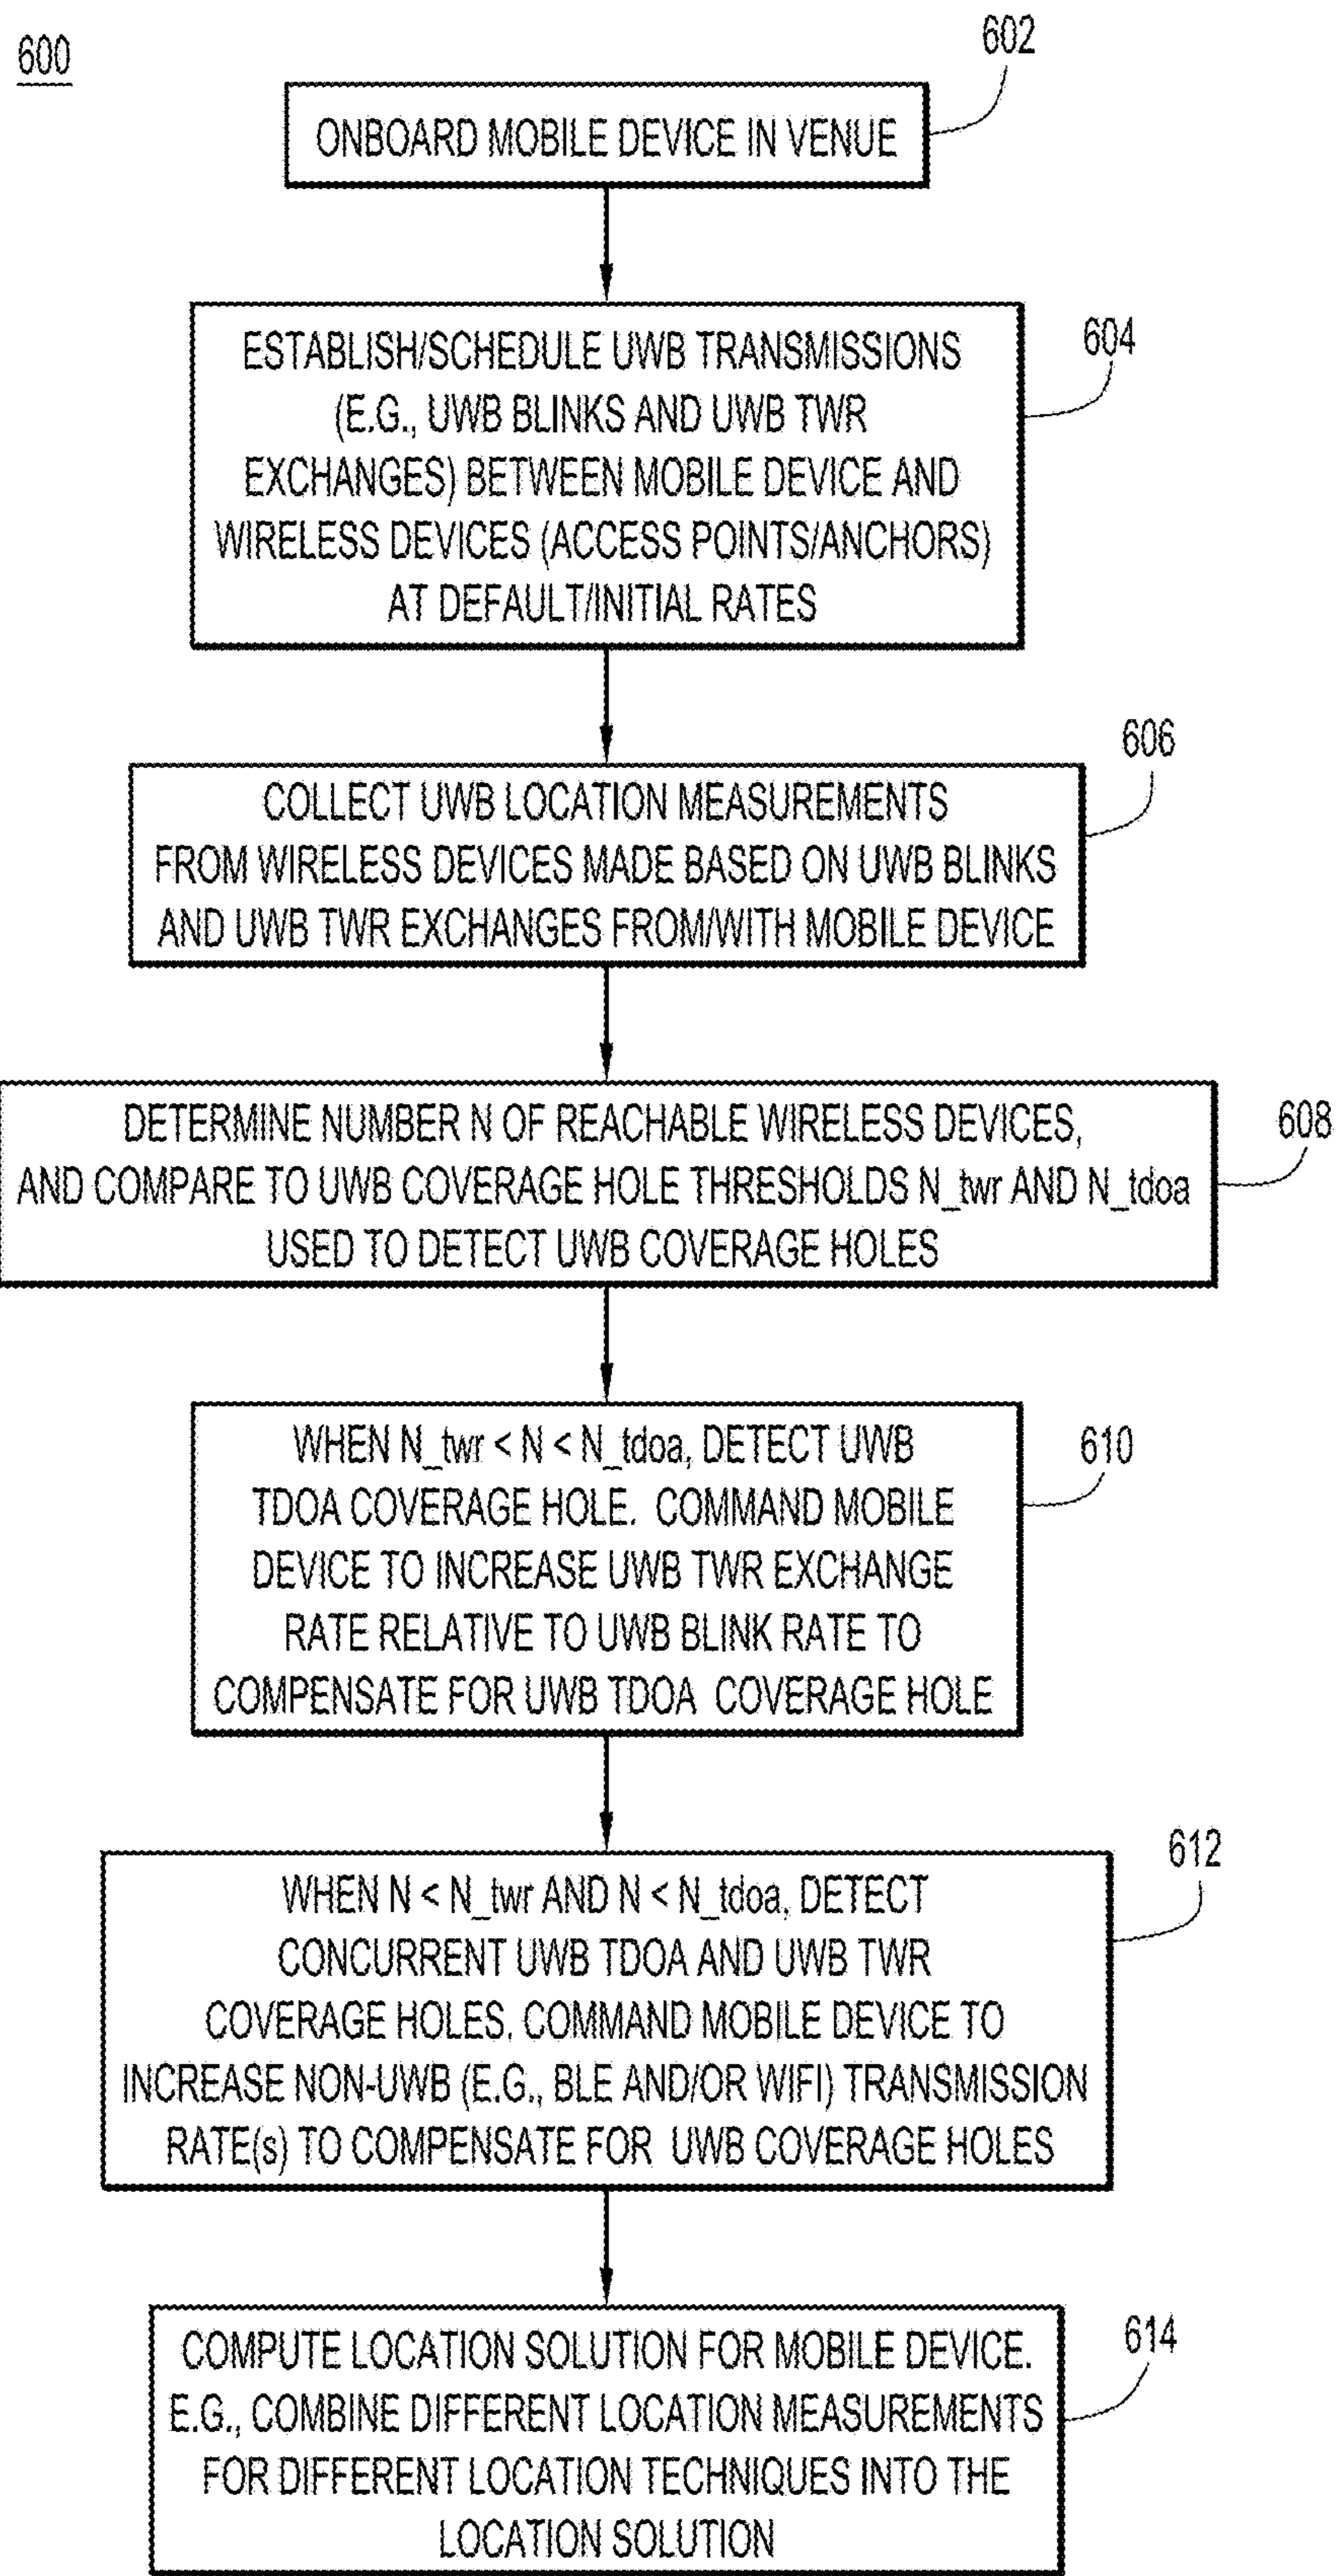 600
602
ONBOARD MOBILE DEVICE IN VENUE
604
ESTABLISH/SCHEDULE UWB TRANSMISSIONS
(E.G., UWB BLINKS AND UWB TWR
EXCHANGES) BETWEEN MOBILE DEVICE AND
WIRELESS DEVICES (ACCESS POINTS/ANCHORS)
AT DEFAULT/INITIAL RATES
606
COLLECT UWB LOCATION MEASUREMENTS
FROM WIRELESS DEVICES MADE BASED ON UWB BLINKS
AND UWB TWR EXCHANGES FROM/WITH MOBILE DEVICE
608
DETERMINE NUMBER N OF REACHABLE WIRELESS DEVICES,
AND COMPARE TO UWB COVERAGE HOLE THRESHOLDS N_twr AND N_tdoa
USED TO DETECT UWB COVERAGE HOLES
610
WHEN N_twr < N < N_tdoa, DETECT UWB
TDOA COVERAGE HOLE. COMMAND MOBILE
DEVICE TO INCREASE UWB TWR EXCHANGE
RATE RELATIVE TO UWB BLINK RATE TO
COMPENSATE FOR UWB TDOA COVERAGE HOLE
612
WHEN N < N_twr AND N < N_tdoa, DETECT
CONCURRENT UWB TDOA AND UWB TWR
COVERAGE HOLES. COMMAND MOBILE DEVICE TO
INCREASE NON-UWB (E.G., BLE AND/OR WIFI) TRANSMISSION
RATE(s) TO COMPENSATE FOR UWB COVERAGE HOLES
614
COMPUTE LOCATION SOLUTION FOR MOBILE DEVICE.
E.G., COMBINE DIFFERENT LOCATION MEASUREMENTS
FOR DIFFERENT LOCATION TECHNIQUES INTO THE
LOCATION SOLUTION